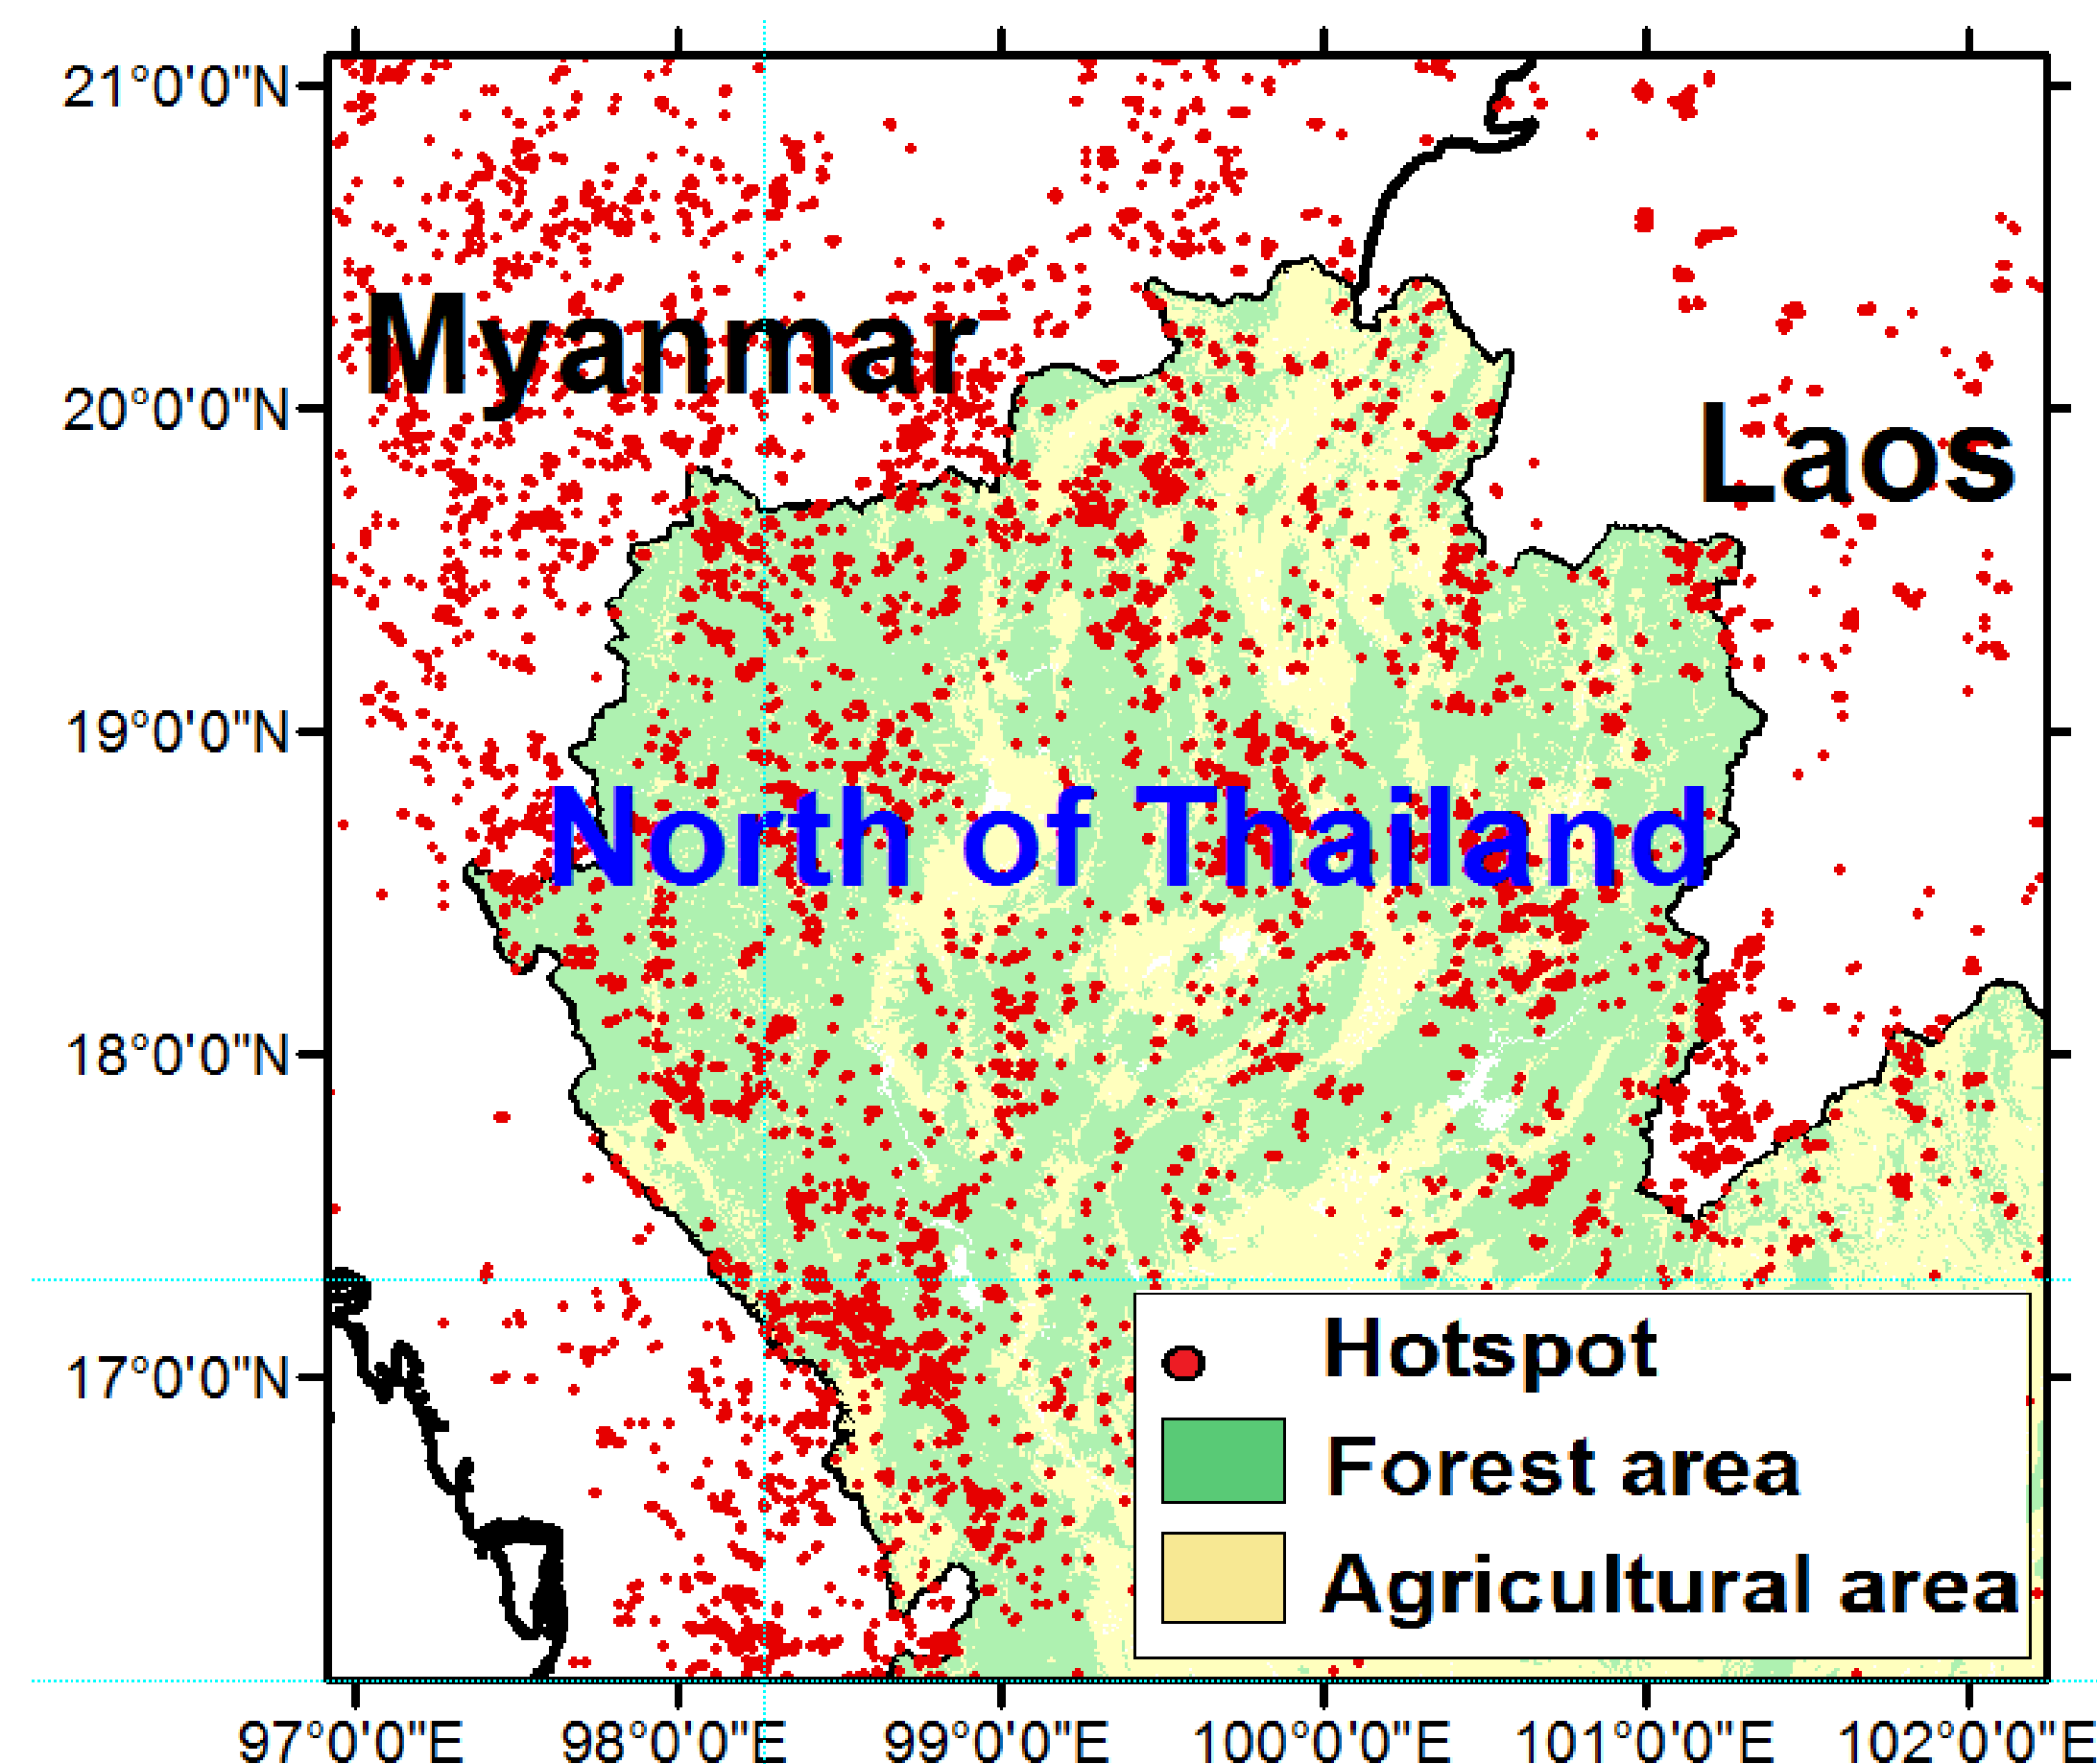 21°0'0"N
20°0'0"N
19°0'0"N
18°0'0"N
17°0'0"N
Myanmar
Laos
North of Thailand
Hotspot
Forest area
Agricultural area
97°0'0"E
98°0'0"E
99°0'0"E
100°0'0"E
101°0'0"E
102°0'0"E